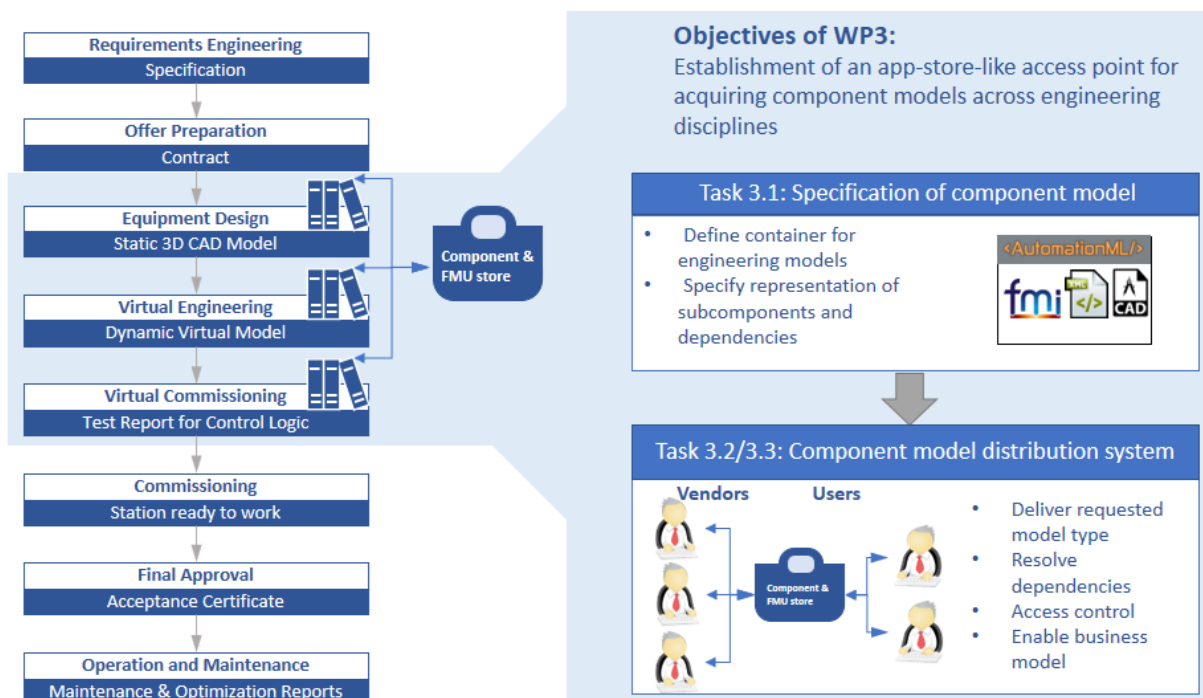 Requirements Engineering
Specification
Offer Preparation
Contract
Equipment Design
Static 3D CAD Model
Virtual Engineering
Dynamic Virtual Model
Virtual Commissioning
Test Report for Control Logic
Commissioning
Station ready to work
Final Approval
Acceptance Certificate
Operation and Maintenance
Maintenance & Optimization Reports
Component &
FMU store
Objectives of WP3:
Establishment of an app-store-like access point for
acquiring component models across engineering
disciplines
Task 3.1: Specification of component model
• Define container for
engineering models
• Specify representation of
subcomponents and
dependencies
<AutomationML/>
fmi
</>
A
CAD
Task 3.2/3.3: Component model distribution system
Vendors
Users
Component &
FMU store
• Deliver requested
model type
• Resolve
dependencies
• Access control
• Enable business
model